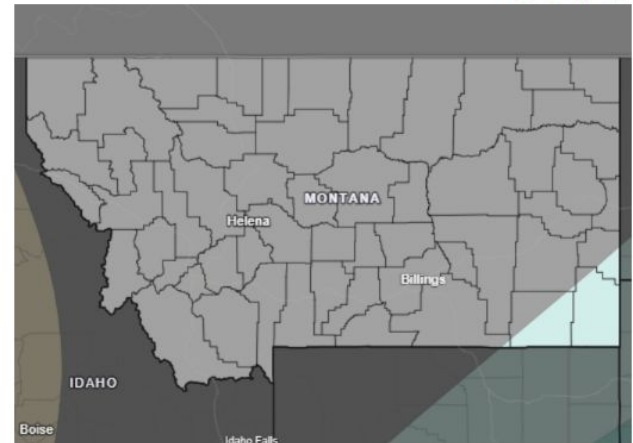 MONTANA
Helena
Billings
IDAHO
Boise
Idaho Falls